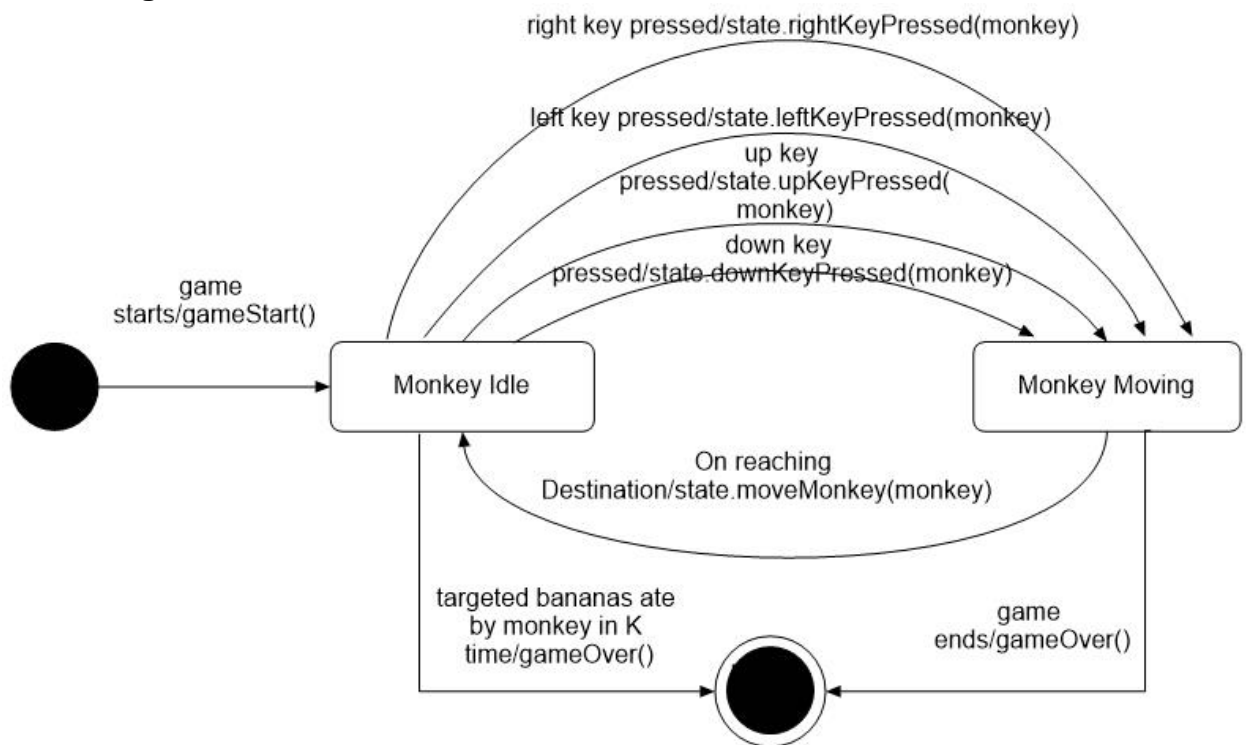 right key pressed/state.rightKeyPressed(monkey)
left key pressed/state.leftKeyPressed(monkey)
up key
pressed/state.upKeyPressed(
monkey)
down key
pressed/state.downKeyPressed(monkey)
game
starts/gameStart()
Monkey Idle
Monkey Moving
On reaching
Destination/state.moveMonkey(monkey)
targeted bananas ate
by monkey in K
time/gameOver()
game
ends/gameOver()